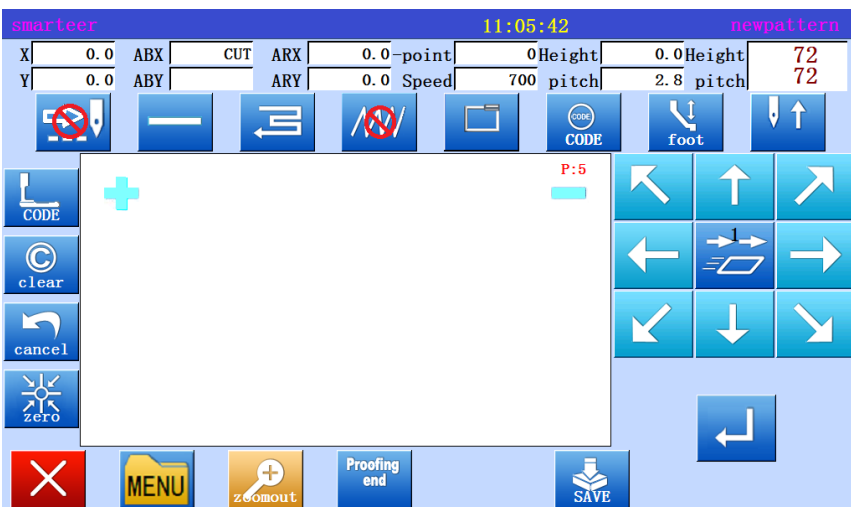 smarteer 11:05:42 newpattern
X 0.0 ABX CUT ARX 0.0 -point 0 Height 0.0 Height 72
Y 0.0 ABY ARY 0.0 Speed 700 pitch 2.8 pitch 72
CODE
CODE foot
P:5
CODE
1
clear
cancel
zero
MENU zoomout Proofing
end SAVE